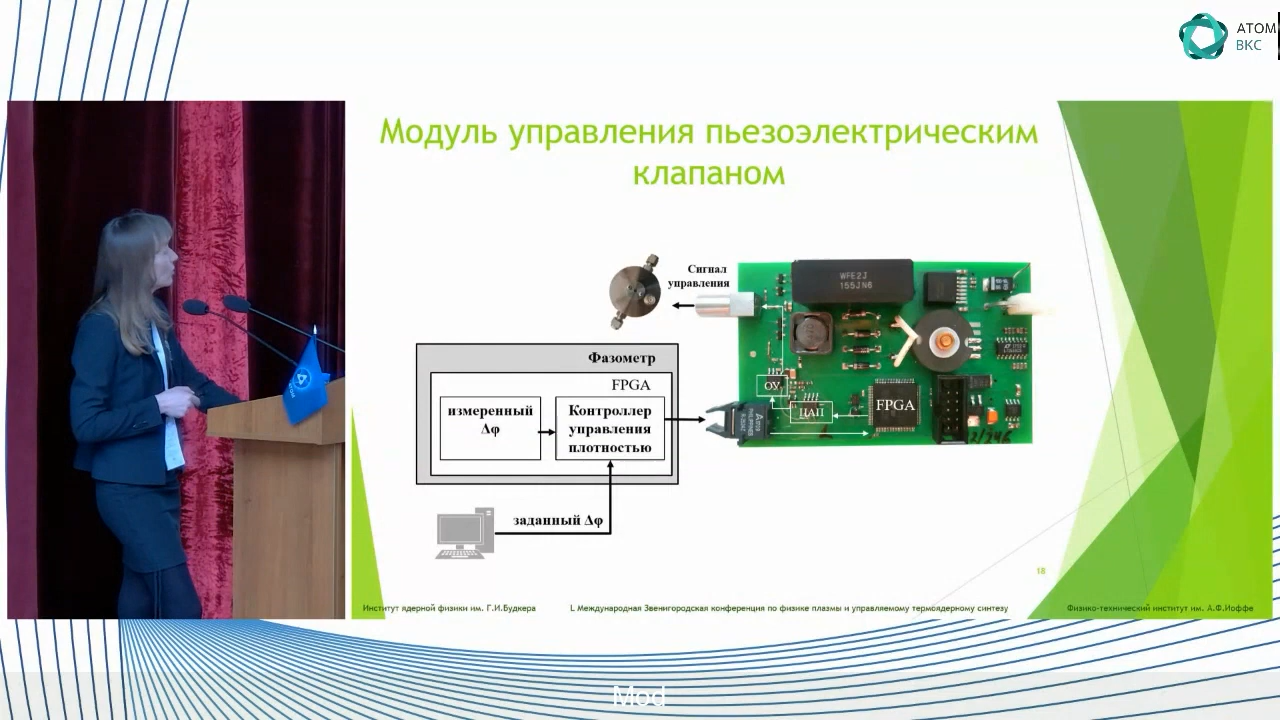 АТОМ
ВКС
Модуль управления пьезоэлектрическим
клапаном
Сигнал
управления
WFE2J
155JN6
Фазометр
FPGA
измеренный
Δφ
Контроллер
управления
плотностью
ОУ
ЦАП
FPGA
заданный Δφ
18
Институт ядерной физики им. Г.И.Будкера
L Международная Звенигородская конференция по физике плазмы и управляемому термоядерному синтезу
Физико-технический институт им. А.Ф.Иоффе
Mod